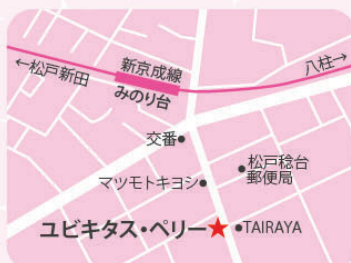 新京成線
八柱→
←松戸新田
みのり台
交番
松戸稔台
郵便局
マツモトキヨシ
ユビキタス・ペリー★
TAIRAYA